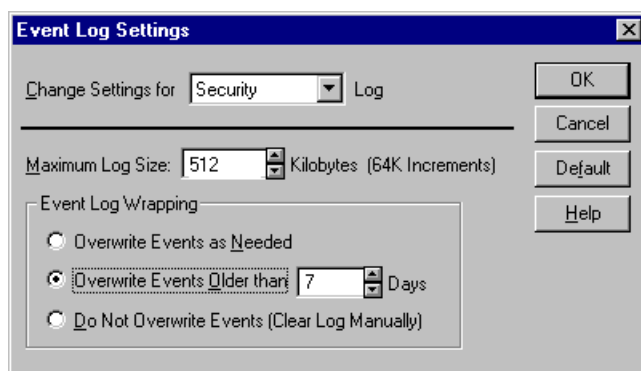 Event Log Settings
Change Settings for Security Log
OK
Cancel
Maximum Log Size: 512 Kilobytes (64K Increments)
Default
Event Log Wrapping
Help
Overwrite Events as Needed
Overwrite Events Older than 7 Days
Do Not Overwrite Events (Clear Log Manually)